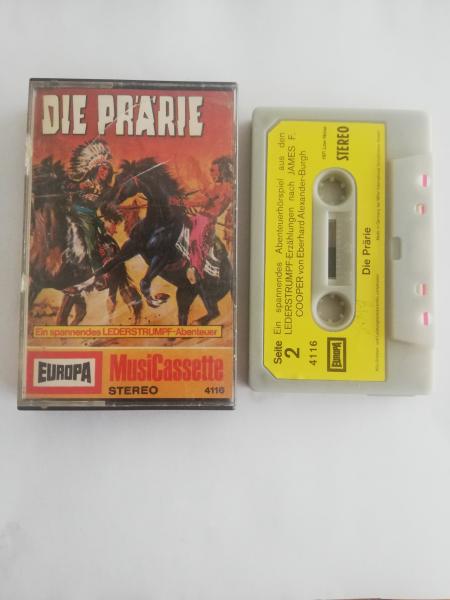 DIE PRÄRIE
Ein spannendes LEDERSTRUMPF-Abenteuer
EUROPA
MusiCassette
STEREO
4116
Seite
2
Ein spannendes Abenteuerhörspiel aus den
LEDERSTRUMPF-Erzählungen nach JAMES F.
COOPER von Eberhard Alexander-Burgh
4116
EUROPA
STEREO
Die Prärie